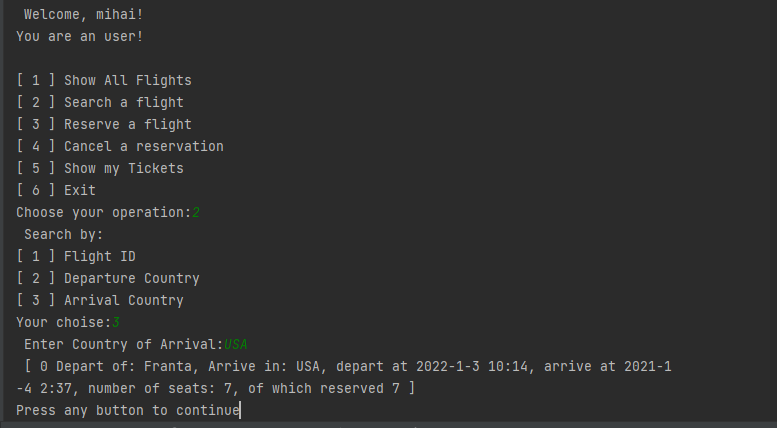 Welcome, mihai!
You are an user!
[ 1 ] Show All Flights
[ 2 ] Search a flight
[ 3 ] Reserve a flight
[ 4 ] Cancel a reservation
[ 5 ] Show my Tickets
[ 6 ] Exit
Choose your operation:2
Search by:
[ 1 ] Flight ID
[ 2 ] Departure Country
[ 3 ] Arrival Country
Your choise:3
Enter Country of Arrival:USA
[ 0 Depart of: Franta, Arrive in: USA, depart at 2022-1-3 10:14, arrive at 2021-1
-4 2:37, number of seats: 7, of which reserved 7 ]
Press any button to continue